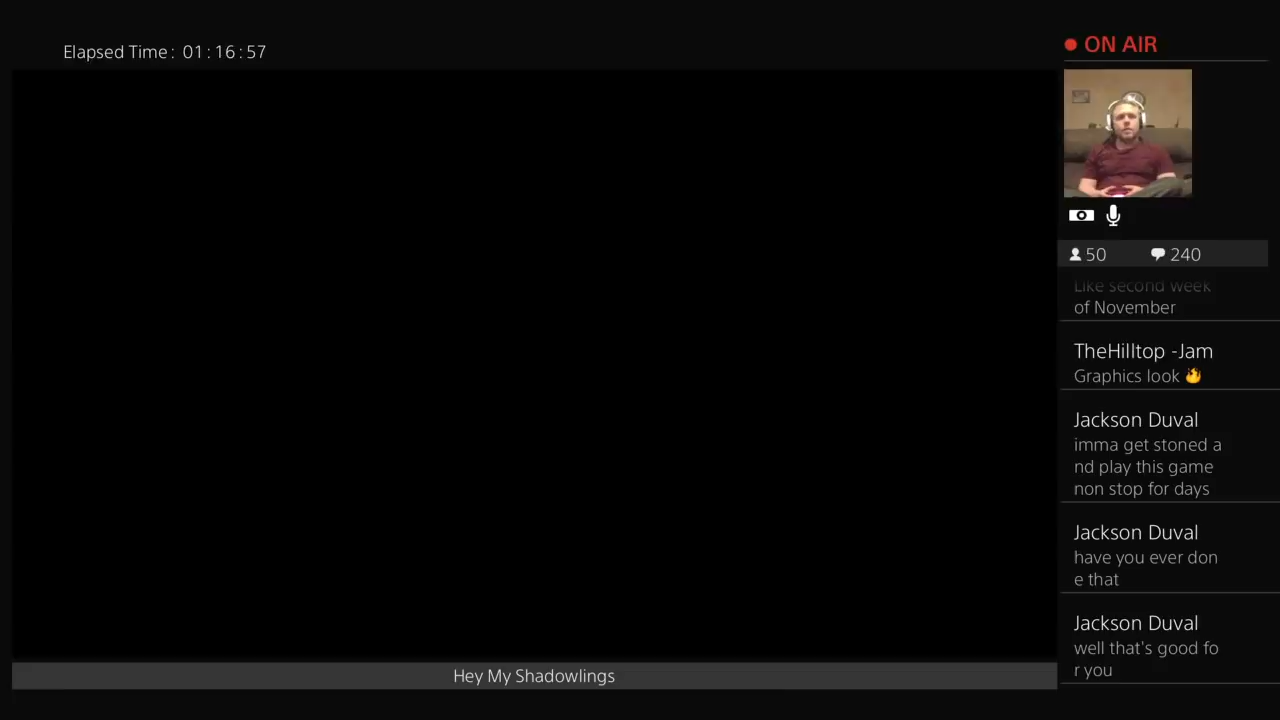 Elapsed Time: 01:16:57
ON AIR
50 240
Like second week
of November
TheHilltop -Jam
Graphics look 🔥
Jackson Duval
imma get stoned a
nd play this game
non stop for days
Jackson Duval
have you ever don
e that
Jackson Duval
well that's good fo
r you
Hey My Shadowlings